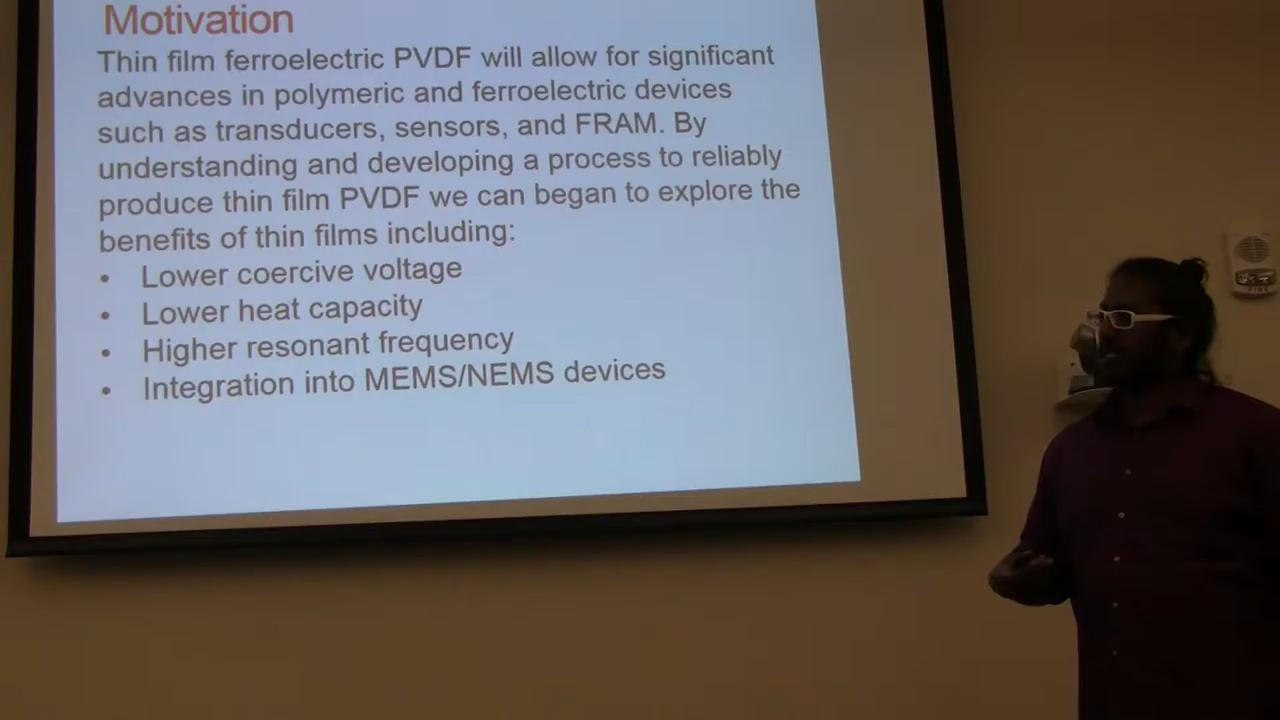 Motivation
Thin film ferroelectric PVDF will allow for significant
advances in polymeric and ferroelectric devices
such as transducers, sensors, and FRAM. By
understanding and developing a process to reliably
produce thin film PVDF we can began to explore the
benefits of thin films including:
• Lower coercive voltage
• Lower heat capacity
• Higher resonant frequency
• Integration into MEMS/NEMS devices
FIRE